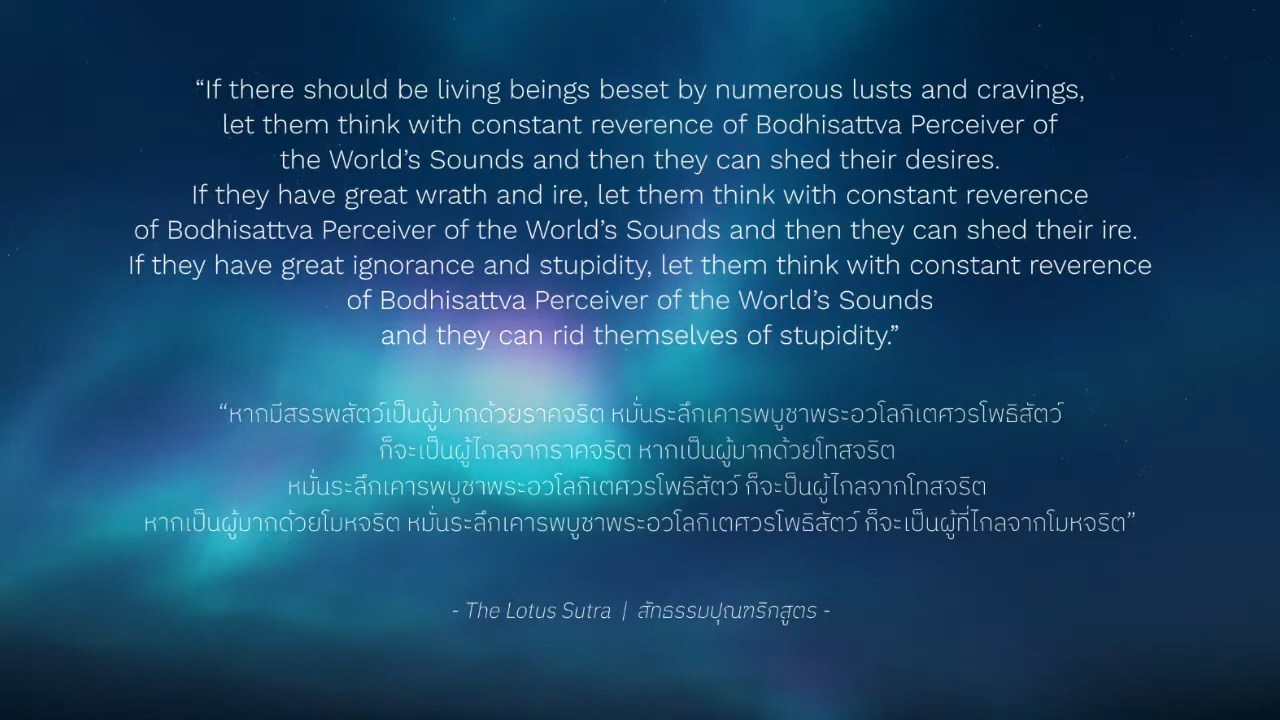 “If there should be living beings beset by numerous lusts and cravings,
let them think with constant reverence of Bodhisattva Perceiver of
the World’s Sounds and then they can shed their desires.
If they have great wrath and ire, let them think with constant reverence
of Bodhisattva Perceiver of the World’s Sounds and then they can shed their ire.
If they have great ignorance and stupidity, let them think with constant reverence
of Bodhisattva Perceiver of the World’s Sounds
and they can rid themselves of stupidity.”
“หากมีสรรพสัตว์เป็นผู้มากด้วยราคจริต หมั่นระลึกเคารพบูชาพระอวโลกิเตศวรโพธิสัตว์
ก็จะเป็นผู้ไกลจากราคจริต หากเป็นผู้มากด้วยโทสจริต
หมั่นระลึกเคารพบูชาพระอวโลกิเตศวรโพธิสัตว์ ก็จะป็นผู้ไกลจากโทสจริต
หากเป็นผู้มากด้วยโมหจริต หมั่นระลึกเคารพบูชาพระอวโลกิเตศวรโพธิสัตว์ ก็จะเป็นผู้ที่ไกลจากโมหจริต”
- The Lotus Sutra | สัทธรรมปุณฑริกสูตร -